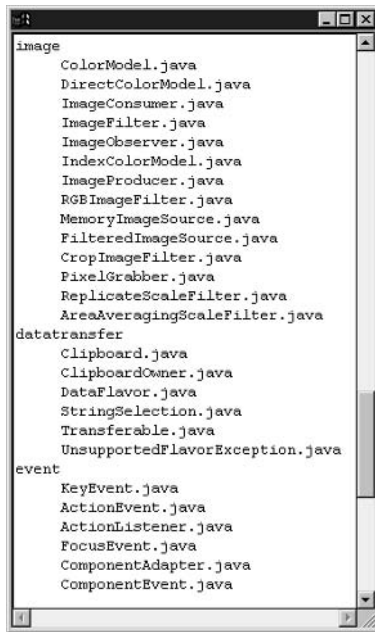 image
ColorModel.java
DirectColorModel.java
ImageConsumer.java
ImageFilter.java
ImageObserver.java
IndexColorModel.java
ImageProducer.java
RGBImageFilter.java
MemoryImageSource.java
FilteredImageSource.java
CropImageFilter.java
PixelGrabber.java
ReplicateScaleFilter.java
AreaAveragingScaleFilter.java
datatransfer
Clipboard.java
ClipboardOwner.java
DataFlavor.java
StringSelection.java
Transferable.java
UnsupportedFlavorException.java
event
KeyEvent.java
ActionEvent.java
ActionListener.java
FocusEvent.java
ComponentAdapter.java
ComponentEvent.java